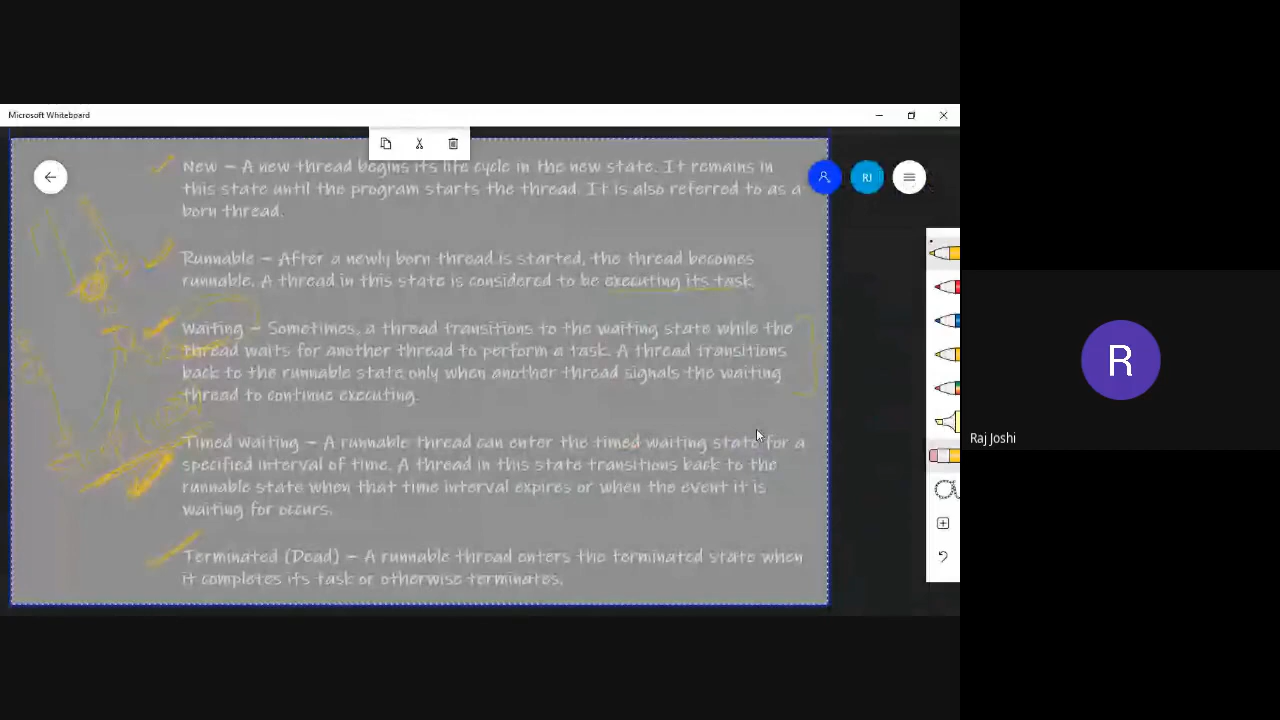 Microsoft Whiteboard
New – A new thread begins its life cycle in the new state. It remains in
this state until the program starts the thread. It is also referred to as a
born thread.
RJ
Runnable – After a newly born thread is started, the thread becomes
runnable. A thread in this state is considered to be executing its task.
Waiting – Sometimes, a thread transitions to the waiting state while the
thread waits for another thread to perform a task. A thread transitions
back to the runnable state only when another thread signals the waiting
thread to continue executing.
R
Raj Joshi
Timed Waiting – A runnable thread can enter the timed waiting state for a
specified interval of time. A thread in this state transitions back to the
runnable state when that time interval expires or when the event it is
waiting for occurs.
Terminated (Dead) – A runnable thread enters the terminated state when
it completes its task or otherwise terminates.